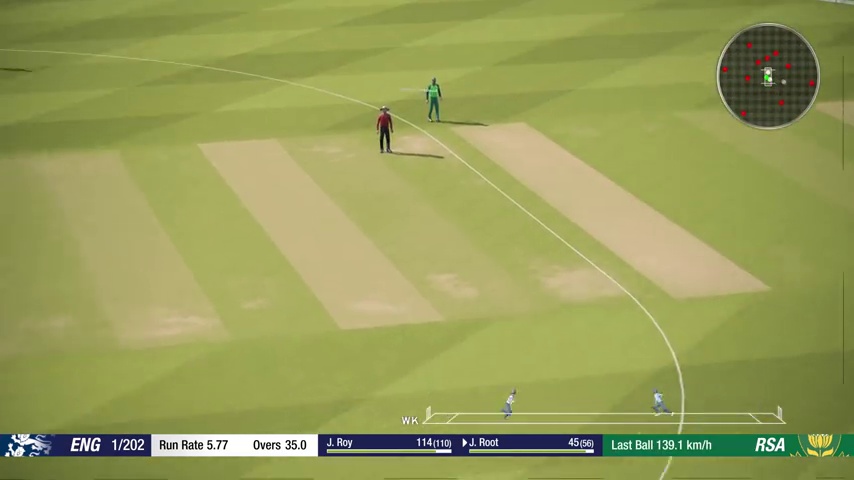 WK
ENG 1/202 Run Rate 5.77 Overs 35.0 J. Roy 114(110) J. Root 45(56) Last Ball 139.1 km/h RSA